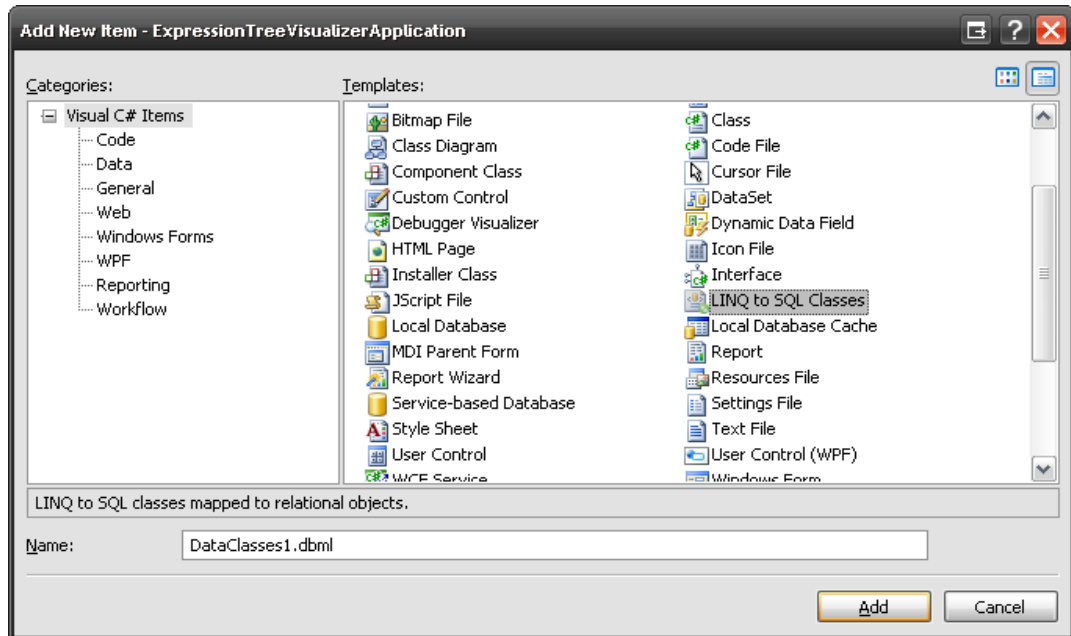 Add New Item - ExpressionTreeVisualizerApplication
Categories:
Templates:
Visual C# Items
Code
Data
General
Web
Windows Forms
WPF
Reporting
Workflow
Bitmap File
Class
Class Diagram
Code File
Component Class
Cursor File
Custom Control
DataSet
Debugger Visualizer
Dynamic Data Field
HTML Page
Icon File
Installer Class
Interface
JScript File
LINQ to SQL Classes
Local Database
Local Database Cache
MDI Parent Form
Report
Report Wizard
Resources File
Service-based Database
Settings File
Style Sheet
Text File
User Control
User Control (WPF)
WCF Service
Windows Form
LINQ to SQL classes mapped to relational objects.
Name: DataClasses1.dbml
Add Cancel